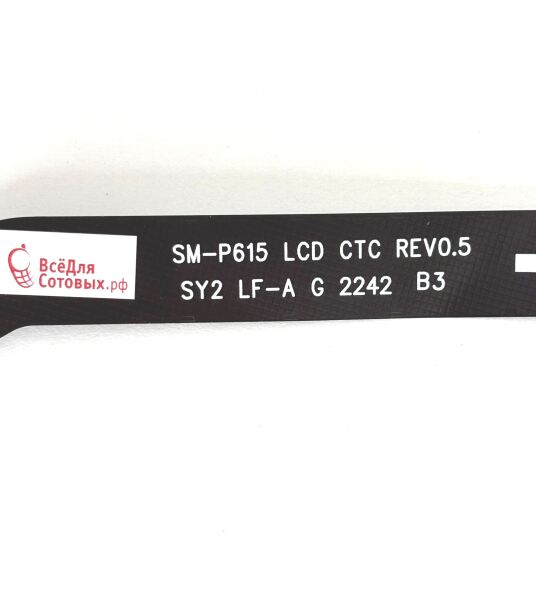 SM-P615 LCD CTC REV0.5
SY2 LF-A G 2242 B3
ВсёДля
Сотовых.рф